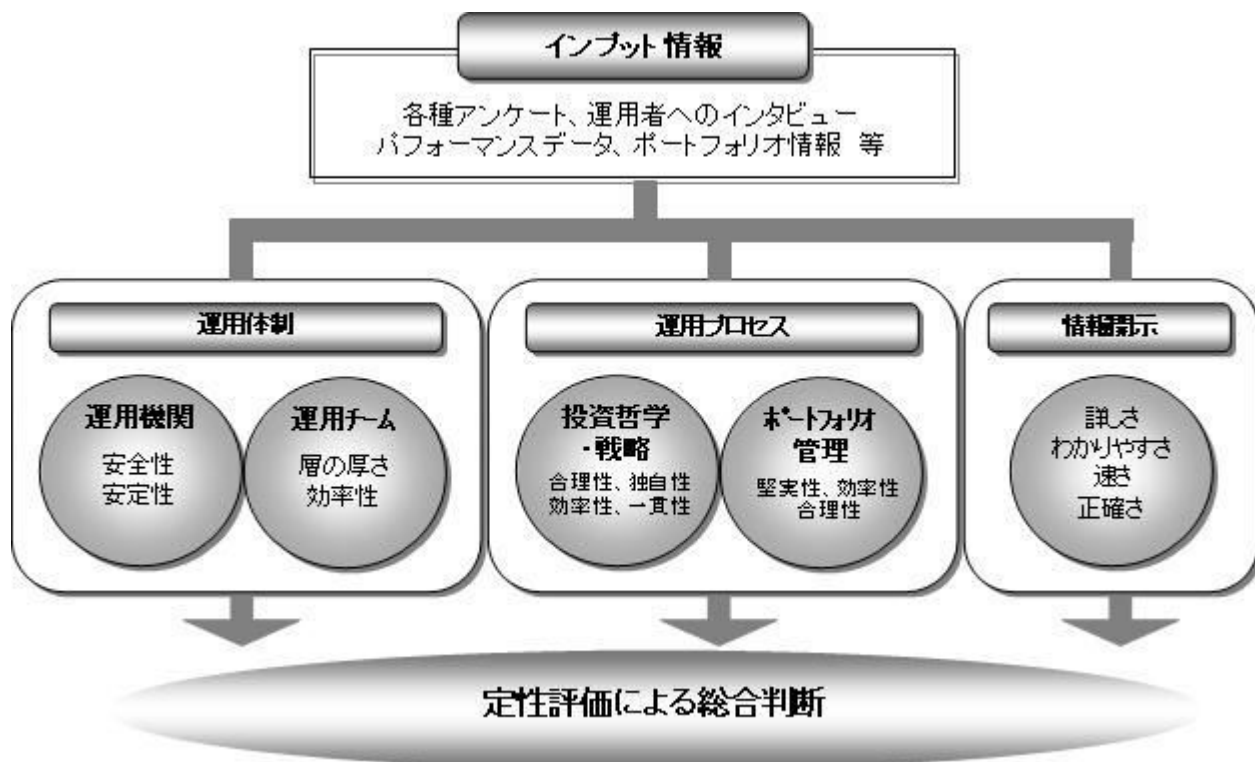 インプット情報
各種アンケート、運用者へのインタビュー
パフォーマンスデータ、ポートフォリオ情報 等
運用体制
運用機関
安全性
安定性
運用チーム
層の厚さ
効率性
運用プロセス
投資哲学
・戦略
合理性、独自性
効率性、一貫性
ポートフォリオ
管理
堅実性、効率性
合理性
情報開示
詳しさ
わかりやすさ
速さ
正確さ
定性評価による総合判断